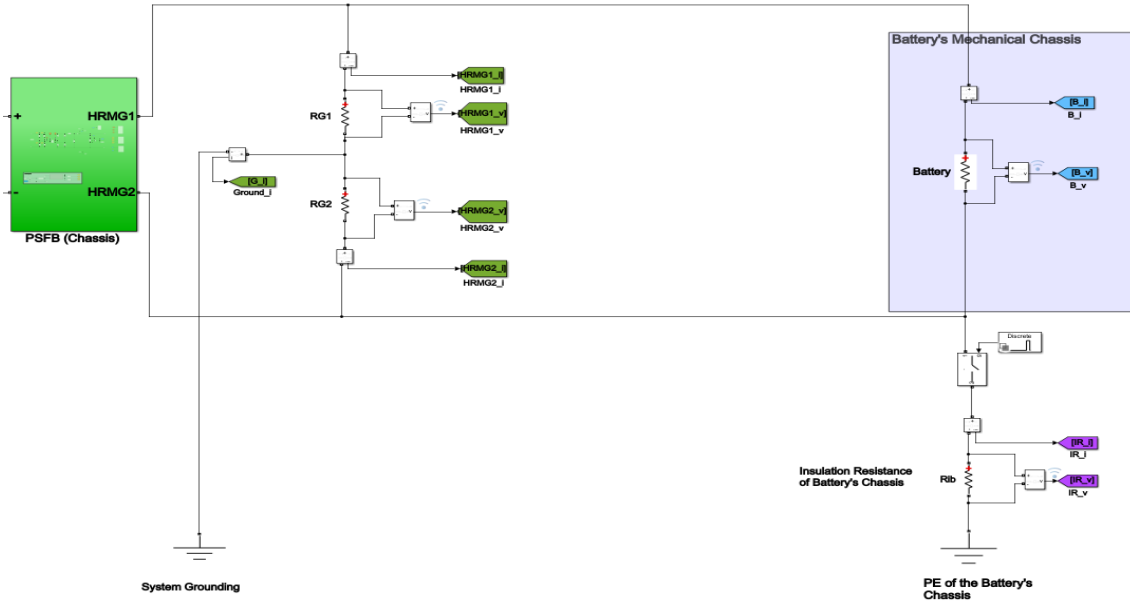 Battery's Mechanical Chassis
HRMG1
HRMG2
PSFB (Chassis)
[HRMG1_i]
HRMG1_i
RG1
[HRMG1_v]
HRMG1_v
[G_i]
Ground_i
RG2
[HRMG2_v]
HRMG2_v
[HRMG2_i]
HRMG2_i
[B_i]
B_i
Battery
[B_v]
B_v
Discrete
[IR_i]
IR_i
Insulation Resistance
of Battery's Chassis
Rib
[IR_v]
IR_v
System Grounding
PE of the Battery's
Chassis